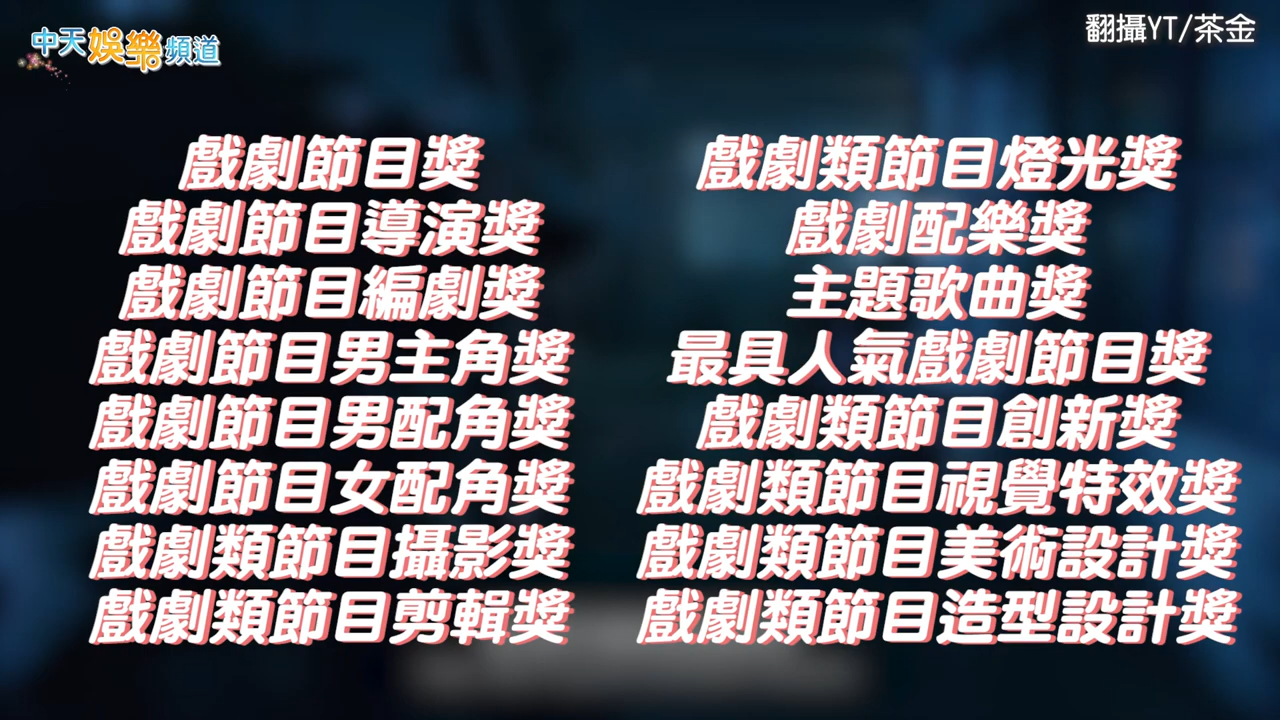 中天娛樂頻道
翻攝YT/茶金
戲劇節目獎
戲劇節目導演獎
戲劇節目編劇獎
戲劇節目男主角獎
戲劇節目男配角獎
戲劇節目女配角獎
戲劇類節目攝影獎
戲劇類節目剪輯獎
戲劇類節目燈光獎
戲劇配樂獎
主題歌曲獎
最具人氣戲劇節目獎
戲劇類節目創新獎
戲劇類節目視覺特效獎
戲劇類節目美術設計獎
戲劇類節目造型設計獎